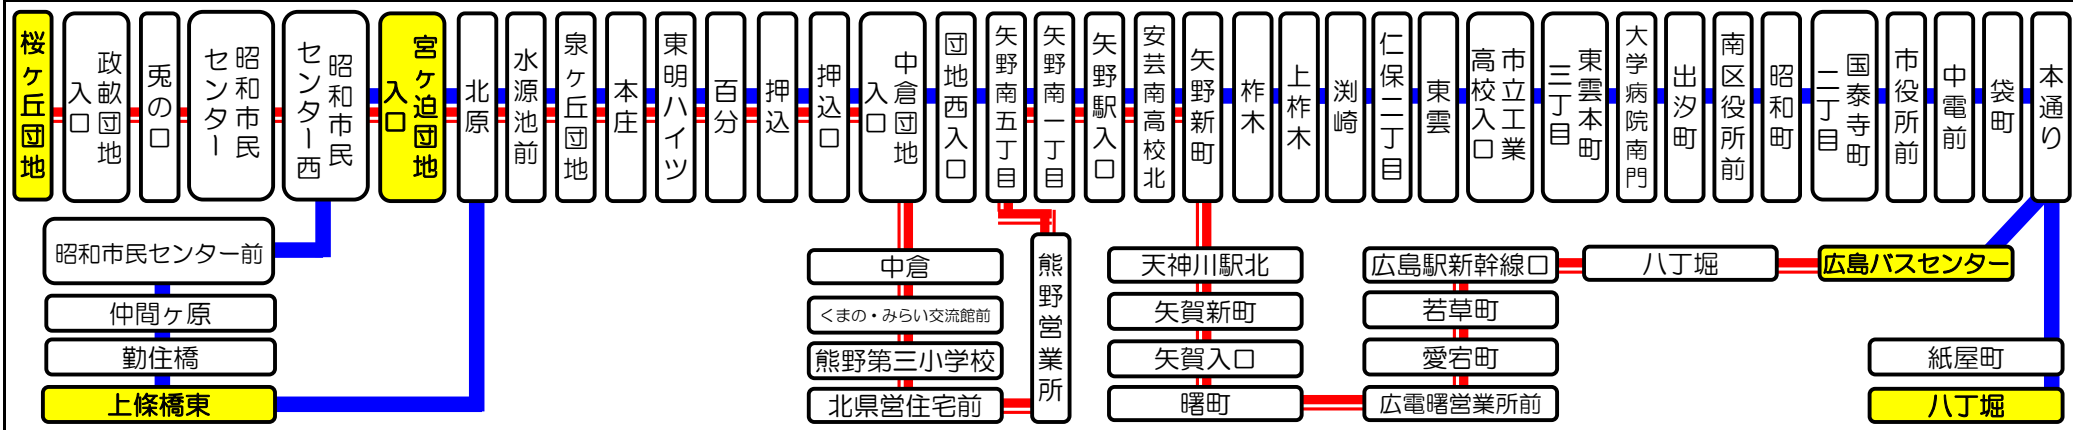 桜ケ丘団地
政畝団地
入口
兎の口
昭和市民
センター
昭和市民
センター西
宮ケ迫団地
入口
北原
水源池前
泉ヶ丘団地
本庄
東明ハイツ
百分
押込
押込口
中倉団地
入口
団地西入口
矢野南五丁目
矢野南一丁目
矢野駅入口
安芸南高校北
矢野新町
柞木
上柞木
渕崎
仁保二丁目
東雲
市立工業
高校入口
東雲本町
三丁目
大学病院南門
出汐町
南区役所前
昭和町
国泰寺町
二丁目
市役所前
中電前
袋町
本通り
昭和市民センター前
仲間ヶ原
勤住橋
上條橋東
中倉
くまの・みらい交流館前
熊野第三小学校
北県営住宅前
熊野営業所
天神川駅北
矢賀新町
矢賀入口
曙町
広島駅新幹線口
若草町
愛宕町
広電曙営業所前
八丁堀
広島バスセンター
紙屋町
八丁堀